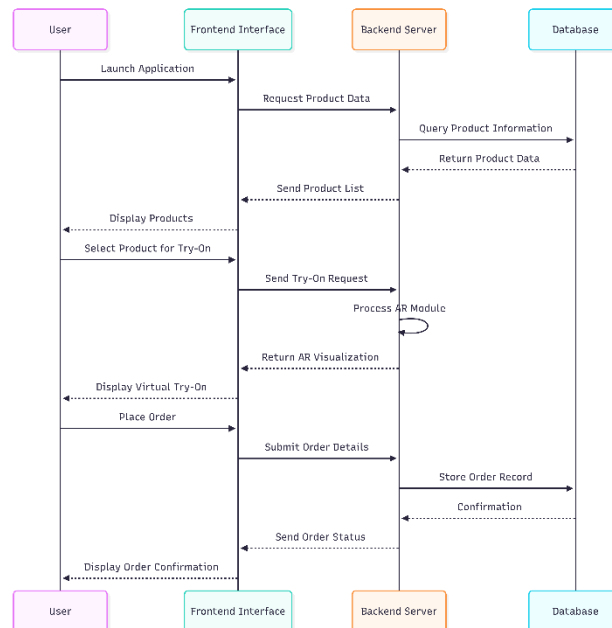 User
Frontend Interface
Backend Server
Database
Launch Application
Request Product Data
Query Product Information
Return Product Data
Send Product List
Display Products
Select Product for Try-On
Send Try-On Request
Process AR Module
Return AR Visualization
Display Virtual Try-On
Place Order
Submit Order Details
Store Order Record
Confirmation
Send Order Status
Display Order Confirmation
User
Frontend Interface
Backend Server
Database